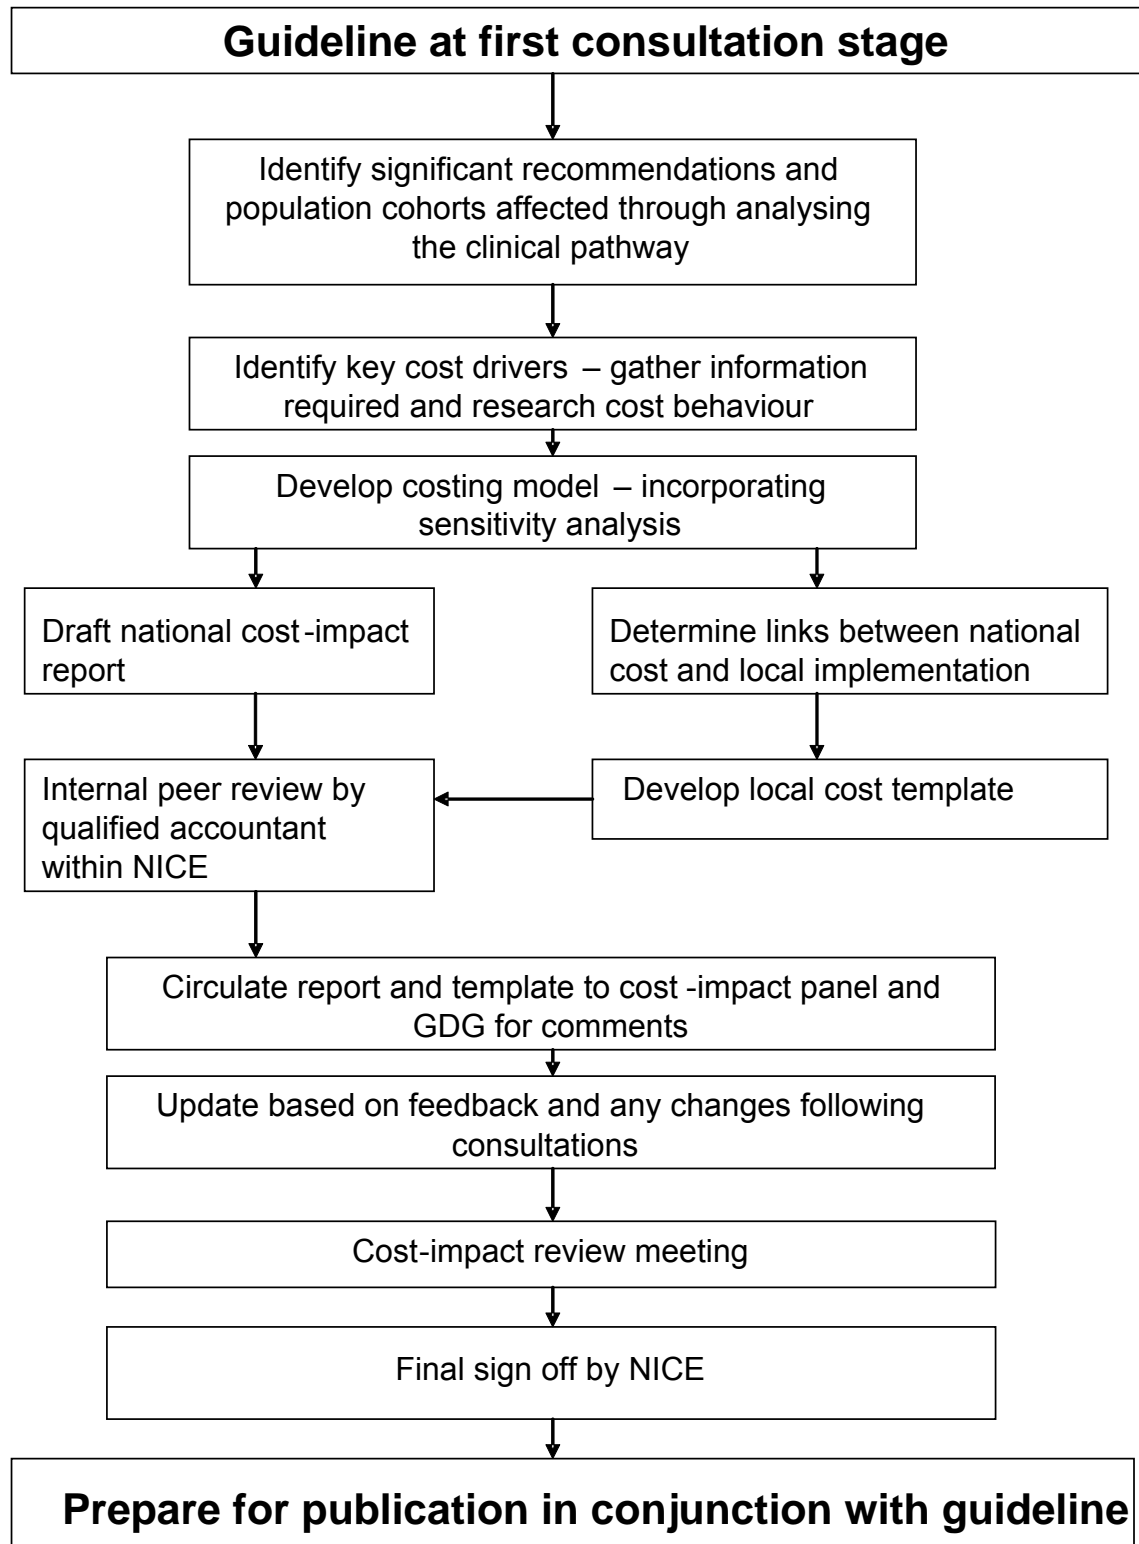 Guideline at first consultation stage
Identify significant recommendations and
population cohorts affected through analysing
the clinical pathway
Identify key cost drivers – gather information
required and research cost behaviour
Develop costing model – incorporating
sensitivity analysis
Draft national cost-impact
report
Determine links between national
cost and local implementation
Internal peer review by
qualified accountant
within NICE
Develop local cost template
Circulate report and template to cost-impact panel and
GDG for comments
Update based on feedback and any changes following
consultations
Cost-impact review meeting
Final sign off by NICE
Prepare for publication in conjunction with guideline